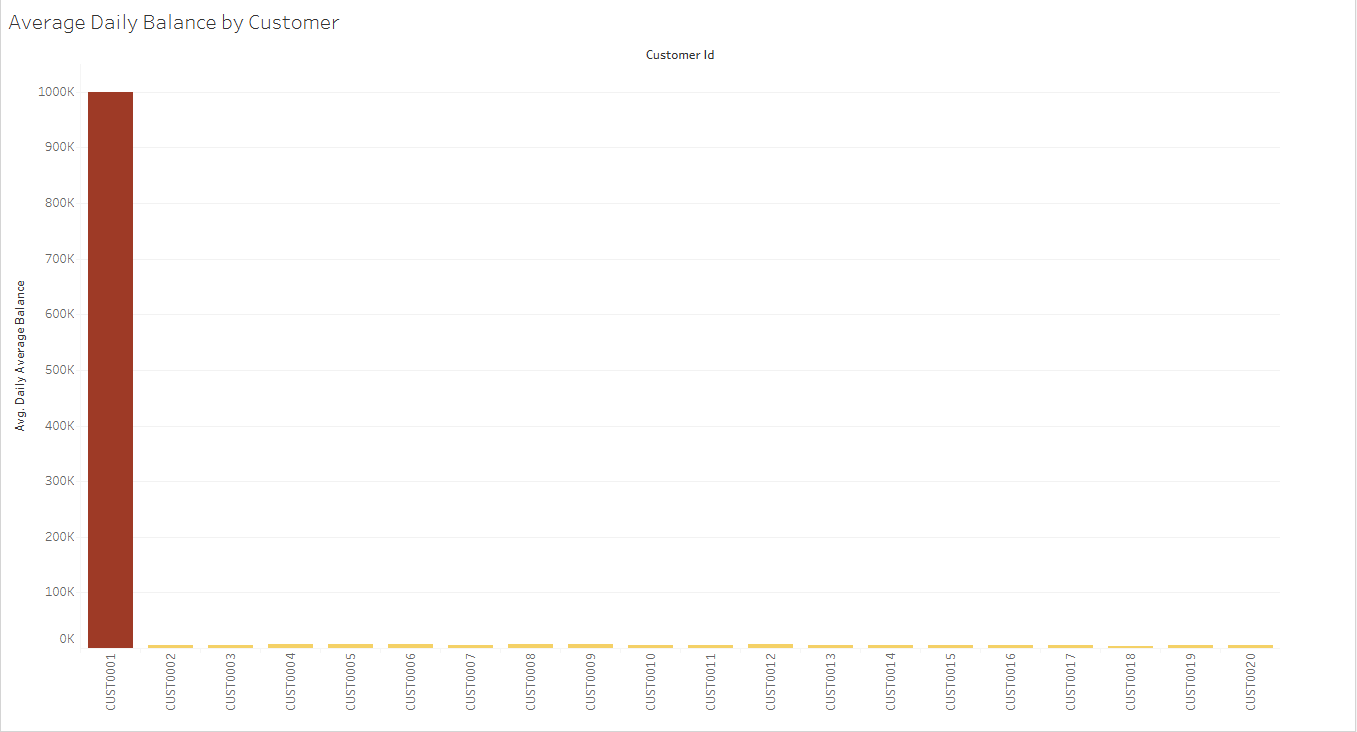 Average Daily Balance by Customer
Customer Id
Avg. Daily Average Balance
1000K
900K
800K
700K
600K
500K
400K
300K
200K
100K
0K
CUST0001
CUST0002
CUST0003
CUST0004
CUST0005
CUST0006
CUST0007
CUST0008
CUST0009
CUST0010
CUST0011
CUST0012
CUST0013
CUST0014
CUST0015
CUST0016
CUST0017
CUST0018
CUST0019
CUST0020